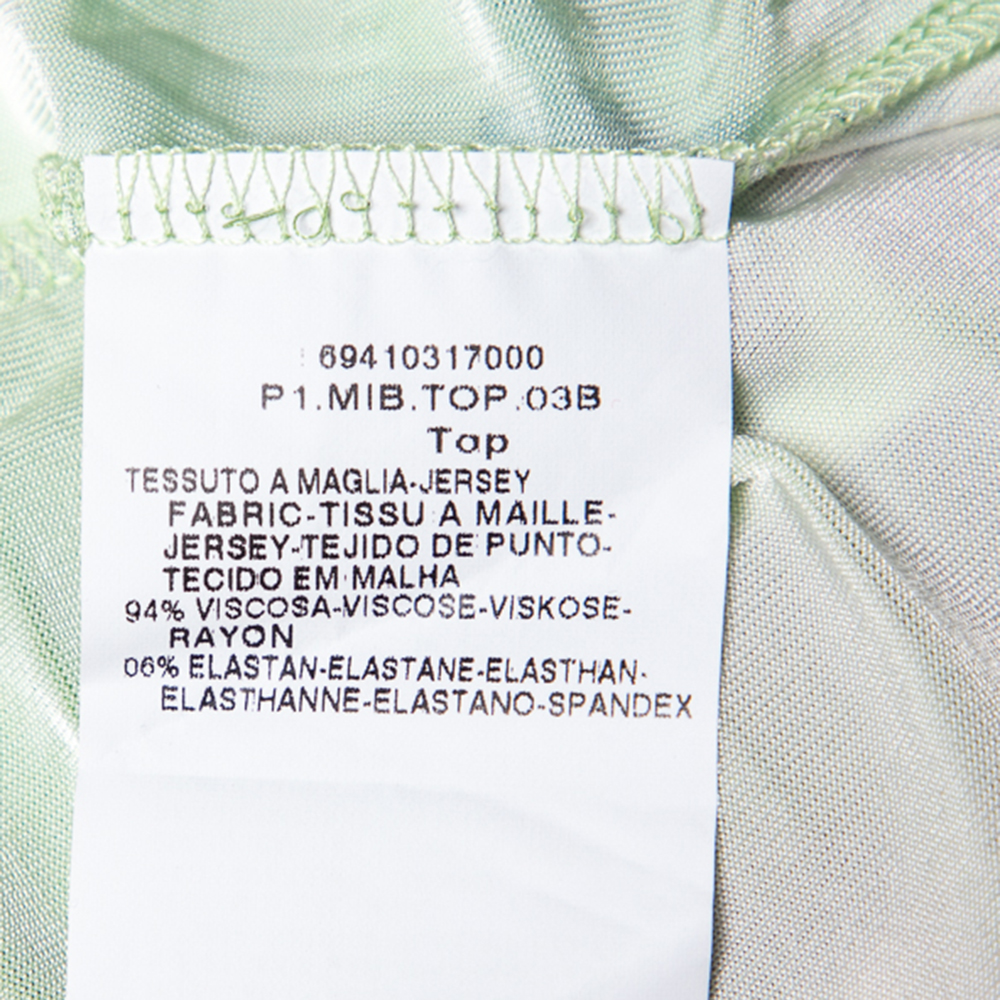 69410317000
P1.MIB.TOP.03B
Top
TESSUTO A MAGLIA-JERSEY
FABRIC-TISSU A MAILLE-
JERSEY-TEJIDO DE PUNTO-
TECIDO EM MALHA
94% VISCOSA-VISCOSE-VISKOSE-
RAYON
06% ELASTAN-ELASTANE-ELASTHAN-
ELASTHANNE-ELASTANO-SPANDEX